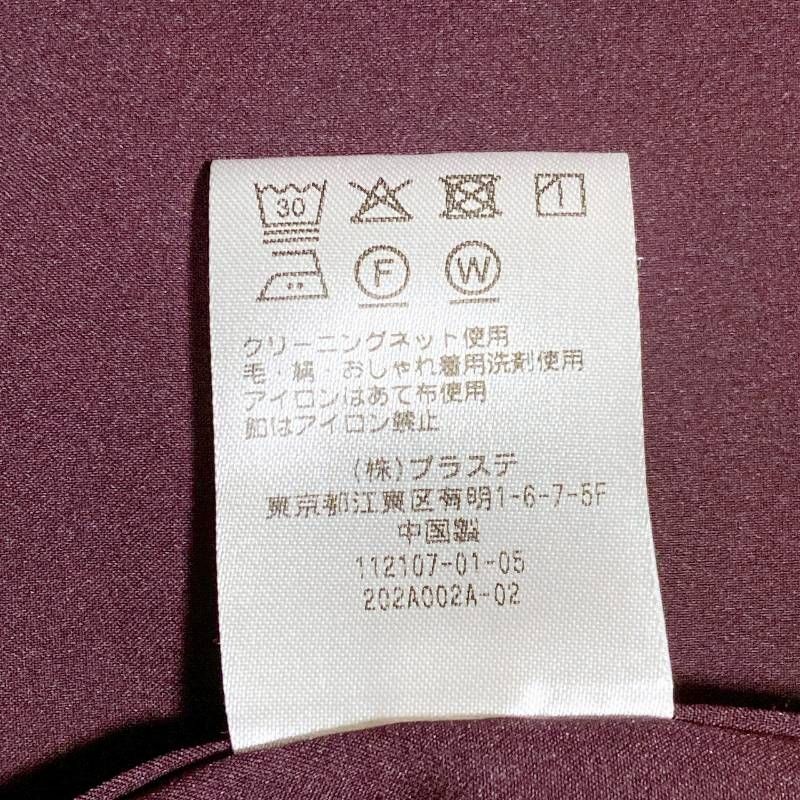 30
F W
クリーニングネット使用
毛・絹・おしゃれ着用洗剤使用
アイロンはあて布使用
釦はアイロン禁止
(株)プラステ
東京都江東区有明1-6-7-5F
中国製
112107-01-05
202A002A-02